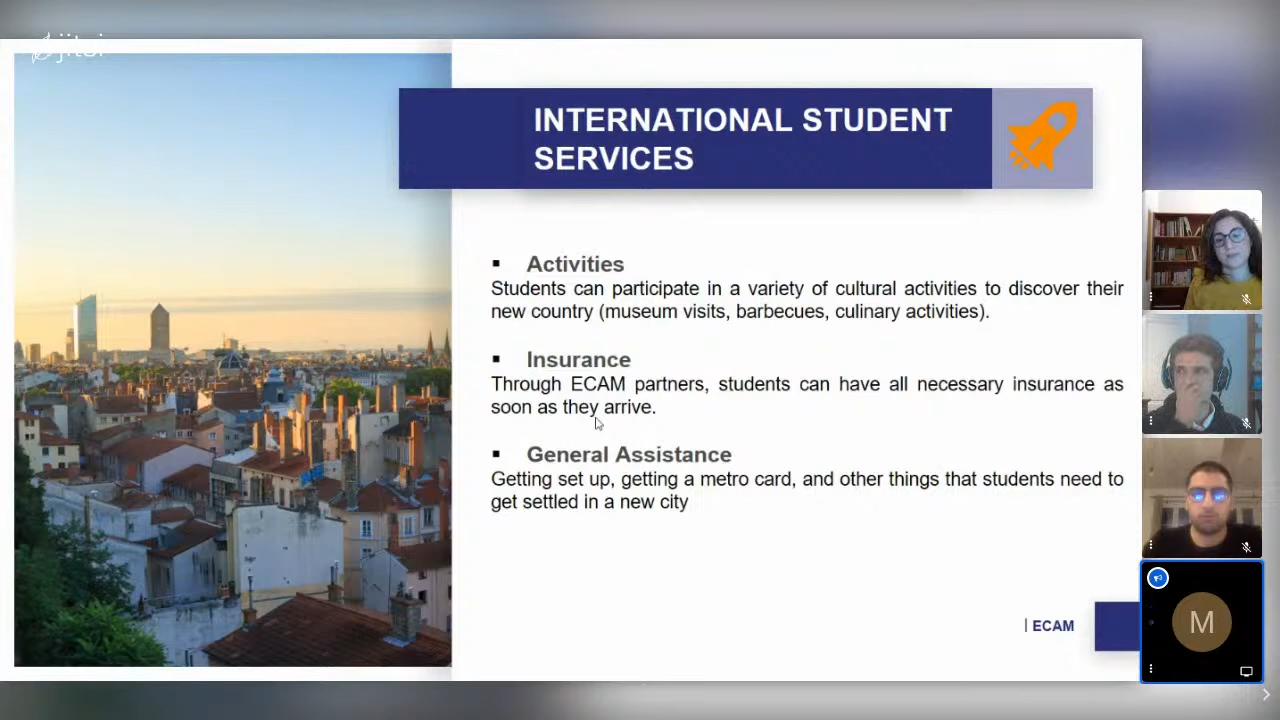 jitsi
INTERNATIONAL STUDENT
SERVICES
Activities
Students can participate in a variety of cultural activities to discover their
new country (museum visits, barbecues, culinary activities).
Insurance
Through ECAM partners, students can have all necessary insurance as
soon as they arrive.
General Assistance
Getting set up, getting a metro card, and other things that students need to
get settled in a new city
| ECAM
M